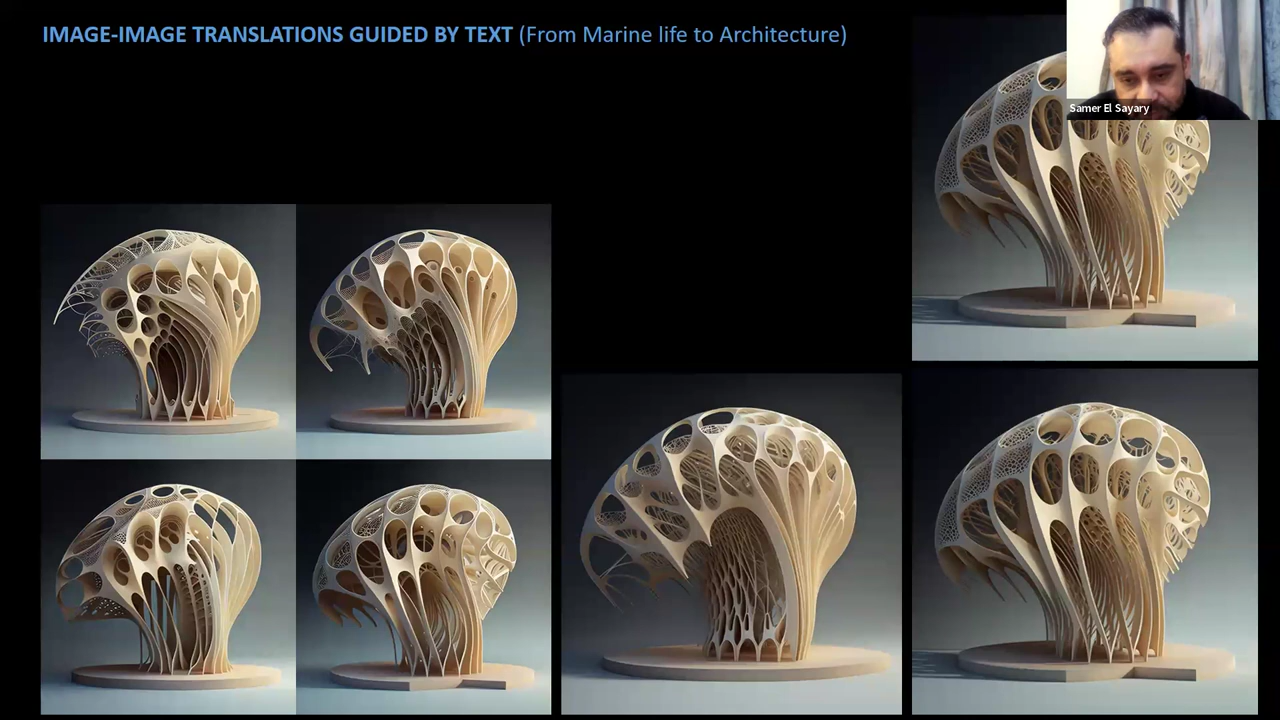 IMAGE-IMAGE TRANSLATIONS GUIDED BY TEXT (From Marine life to Architecture)
Samer El Sayary